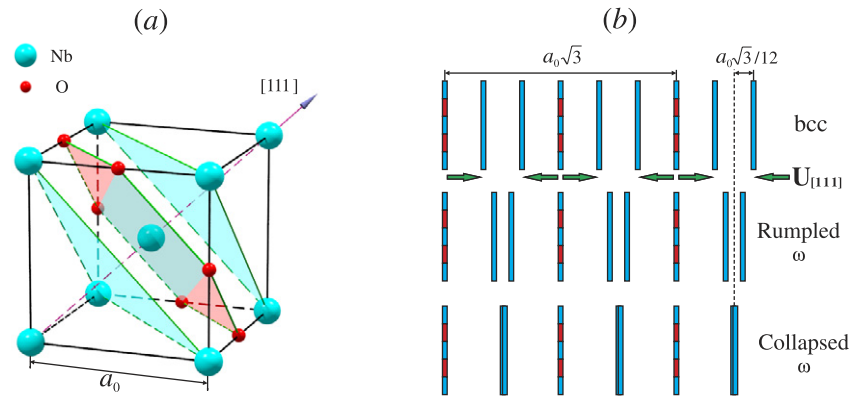 (a)
Nb
O
[111]
a₀
(b)
a₀√3
a₀√3/12
bcc
U[111]
Rumpled
ω
Collapsed
ω